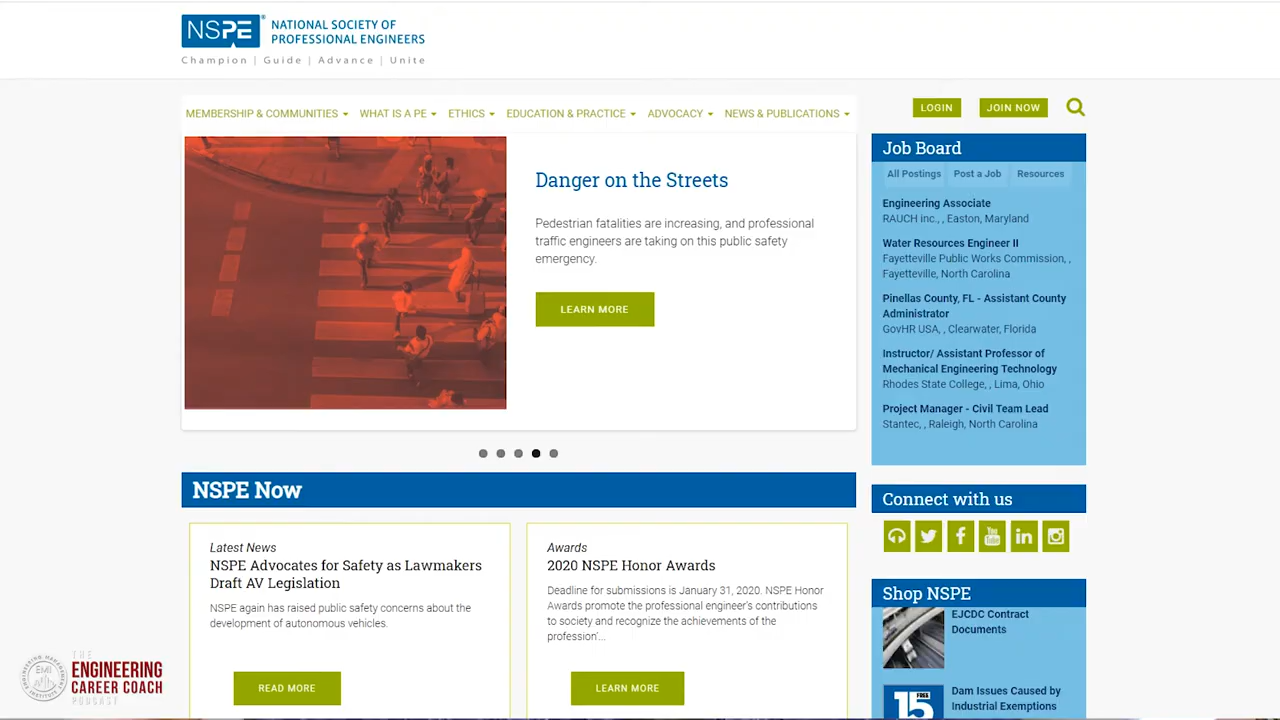 NSPE®
NATIONAL SOCIETY OF
PROFESSIONAL ENGINEERS
Champion | Guide | Advance | Unite
MEMBERSHIP & COMMUNITIES
WHAT IS A PE
ETHICS
EDUCATION & PRACTICE
ADVOCACY
NEWS & PUBLICATIONS
LOGIN
JOIN NOW
Danger on the Streets
Pedestrian fatalities are increasing, and professional
traffic engineers are taking on this public safety
emergency.
LEARN MORE
Job Board
All Postings
Post a Job
Resources
Engineering Associate
RAUCH inc., , Easton, Maryland
Water Resources Engineer II
Fayetteville Public Works Commission, ,
Fayetteville, North Carolina
Pinellas County, FL - Assistant County
Administrator
GovHR USA, , Clearwater, Florida
Instructor/ Assistant Professor of
Mechanical Engineering Technology
Rhodes State College, , Lima, Ohio
Project Manager - Civil Team Lead
Stantec, , Raleigh, North Carolina
NSPE Now
Latest News
NSPE Advocates for Safety as Lawmakers
Draft AV Legislation
NSPE again has raised public safety concerns about the
development of autonomous vehicles.
READ MORE
Awards
2020 NSPE Honor Awards
Deadline for submissions is January 31, 2020. NSPE Honor
Awards promote the professional engineer's contributions
to society and recognize the achievements of the
profession'...
LEARN MORE
Connect with us
You
Tube
in
Shop NSPE
EJCDC Contract
Documents
15 FREE
Dam Issues Caused by
Industrial Exemptions
EMI
THE
ENGINEERING
CAREER COACH
PODCAST